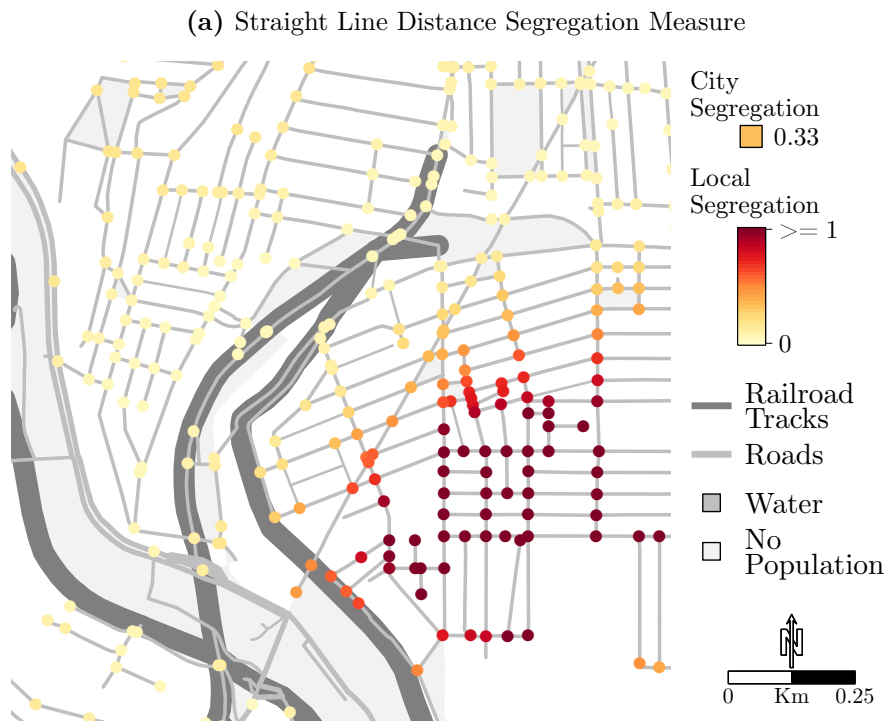 (a) Straight Line Distance Segregation Measure
City
Segregation
0.33
Local
Segregation
>= 1
0
Railroad
Tracks
Roads
Water
No
Population
N
0 Km 0.25